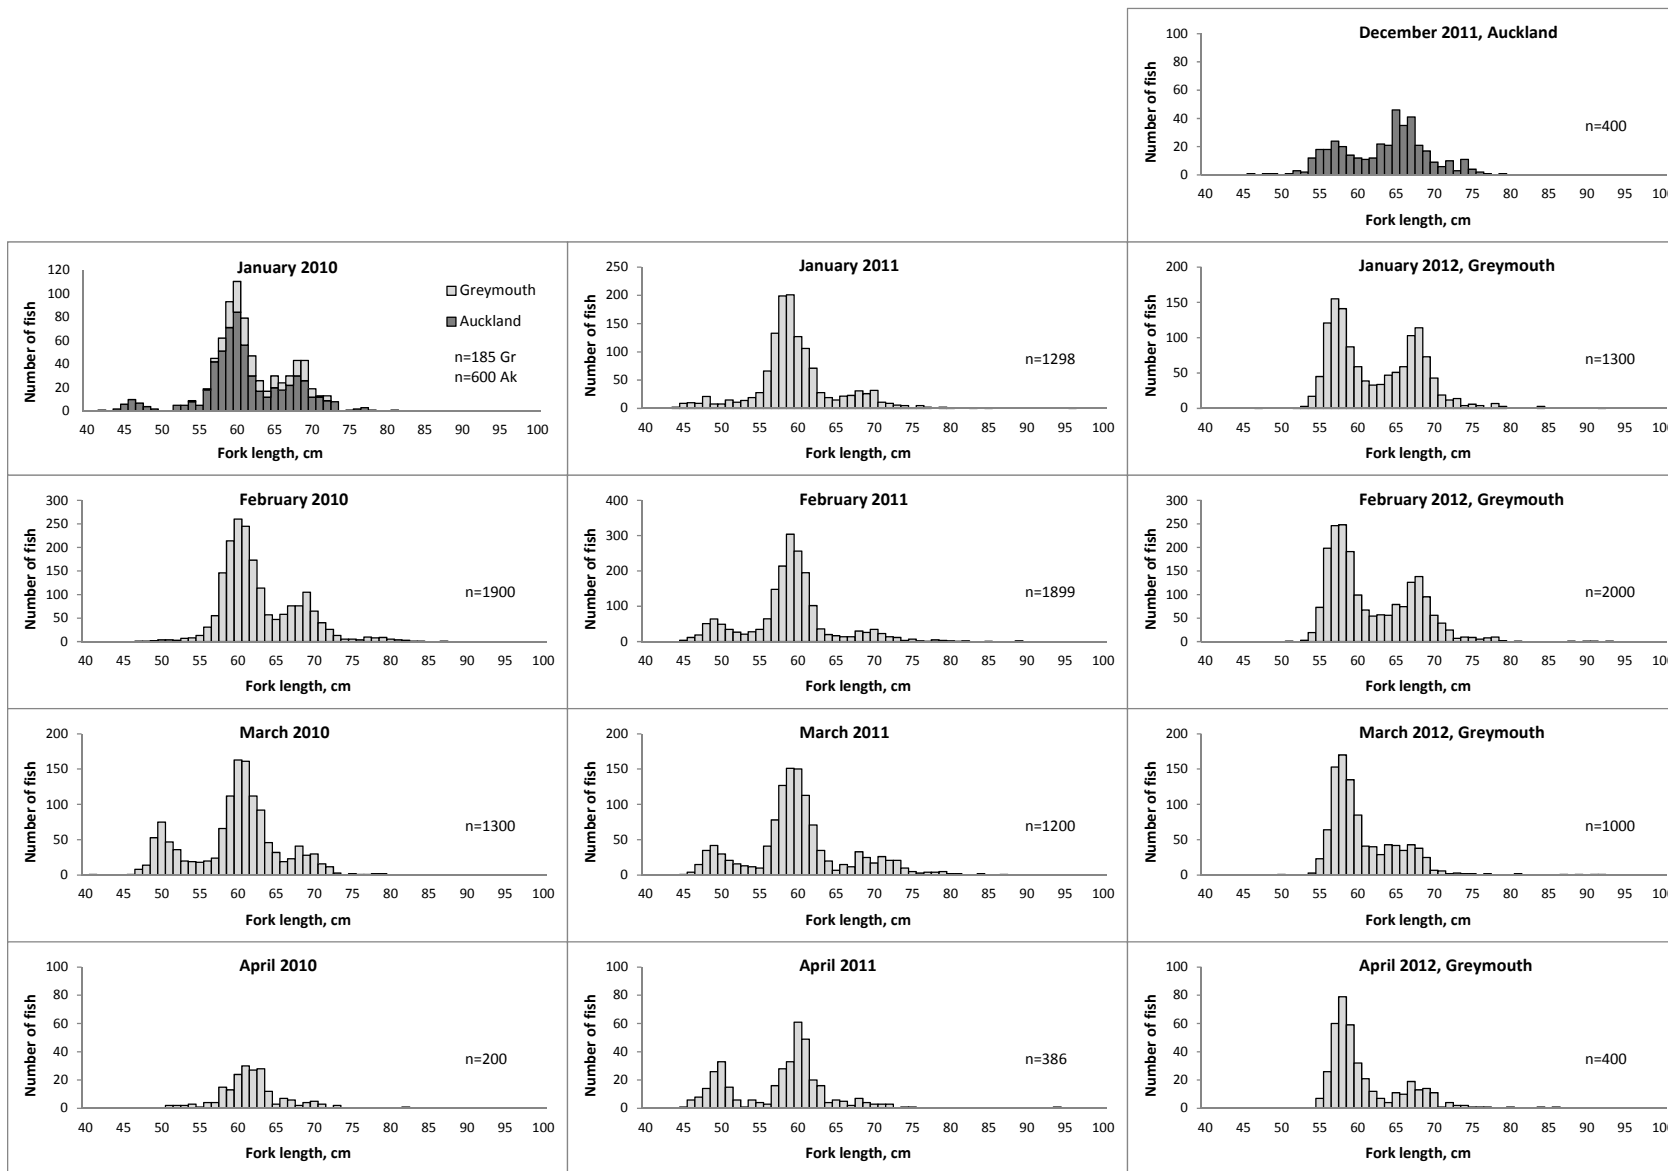 December 2011, Auckland
Number of fish
100
80
60
40
20
0
n=400
40 45 50 55 60 65 70 75 80 85 90 95 100
Fork length, cm
January 2010
Number of fish
120
100
80
60
40
20
0
Greymouth
Auckland
n=185 Gr
n=600 Ak
40 45 50 55 60 65 70 75 80 85 90 95 100
Fork length, cm
January 2011
Number of fish
250
200
150
100
50
0
n=1298
40 45 50 55 60 65 70 75 80 85 90 95 100
Fork length, cm
January 2012, Greymouth
Number of fish
200
150
100
50
0
n=1300
40 45 50 55 60 65 70 75 80 85 90 95 100
Fork length, cm
February 2010
Number of fish
300
250
200
150
100
50
0
n=1900
40 45 50 55 60 65 70 75 80 85 90 95 100
Fork length, cm
February 2011
Number of fish
400
300
200
100
0
n=1899
40 45 50 55 60 65 70 75 80 85 90 95 100
Fork length, cm
February 2012, Greymouth
Number of fish
300
250
200
150
100
50
0
n=2000
40 45 50 55 60 65 70 75 80 85 90 95 100
Fork length, cm
March 2010
Number of fish
200
150
100
50
0
n=1300
40 45 50 55 60 65 70 75 80 85 90 95 100
Fork length, cm
March 2011
Number of fish
200
150
100
50
0
n=1200
40 45 50 55 60 65 70 75 80 85 90 95 100
Fork length, cm
March 2012, Greymouth
Number of fish
200
150
100
50
0
n=1000
40 45 50 55 60 65 70 75 80 85 90 95 100
Fork length, cm
April 2010
Number of fish
100
80
60
40
20
0
n=200
40 45 50 55 60 65 70 75 80 85 90 95 100
Fork length, cm
April 2011
Number of fish
100
80
60
40
20
0
n=386
40 45 50 55 60 65 70 75 80 85 90 95 100
Fork length, cm
April 2012, Greymouth
Number of fish
100
80
60
40
20
0
n=400
40 45 50 55 60 65 70 75 80 85 90 95 100
Fork length, cm